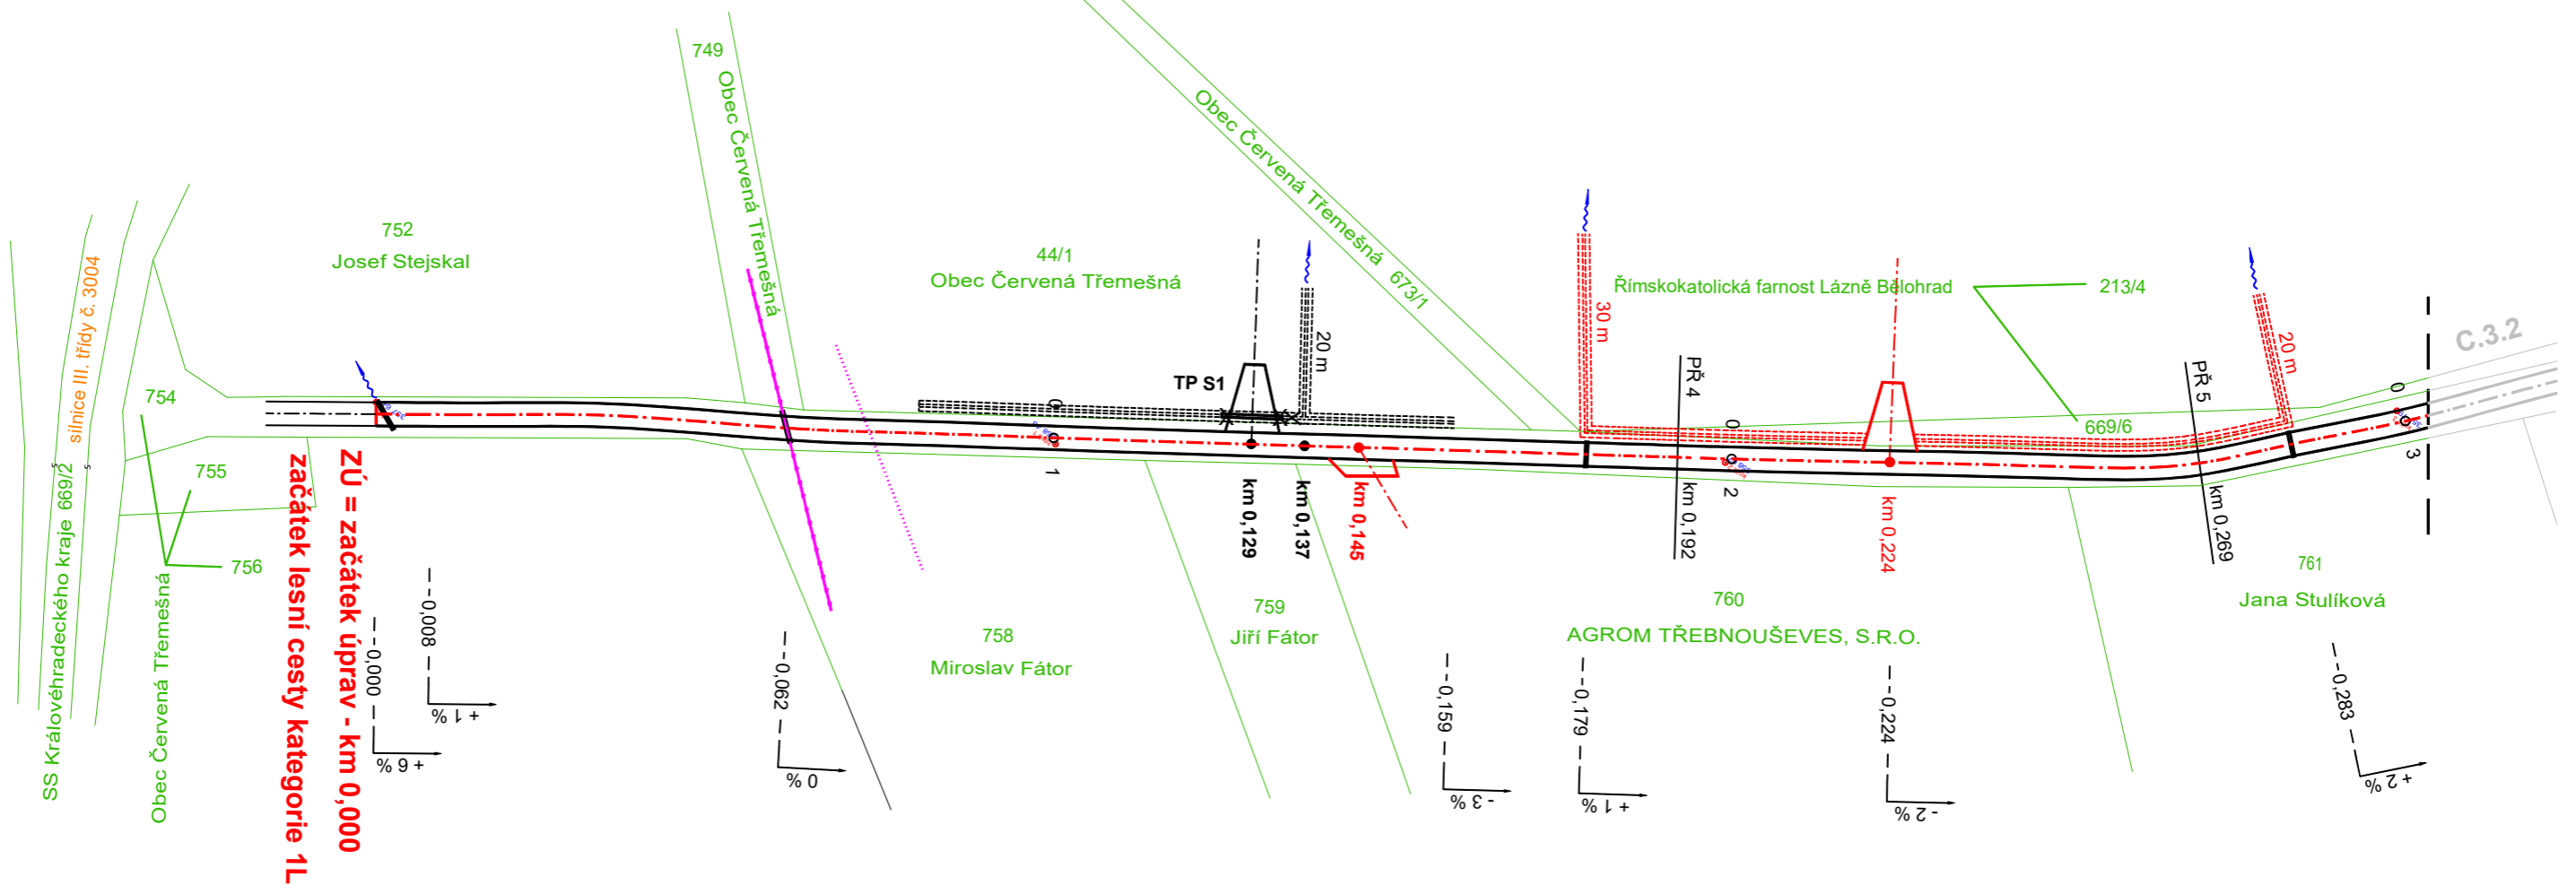 749
Obec Červená Třemešná
Obec Červená Třemešná 673/1
752
Josef Stejskal
44/1
Obec Červená Třemešná
silnice III. třídy č. 3004
SS Královéhradeckého kraje 669/2
754
755
756
Obec Červená Třemešná
ZÚ = začátek úprav - km 0,000
začátek lesní cesty kategorie 1L
TP S1
20 m
30 m
Římskokatolická farnost Lázně Bělohrad
213/4
669/6
20 m
C.3.2
PŘ 4
km 0,192
PŘ 5
km 0,269
0
1
0
2
0
3
km 0,129
km 0,137
km 0,145
km 0,224
758
Miroslav Fátor
759
Jiří Fátor
760
AGROM TŘEBNOUŠEVES, S.R.O.
761
Jana Stulíková
0,000
+ 6 %
0,008
+ 1 %
0,062
0 %
0,159
- 3 %
0,179
+ 1 %
0,224
- 2 %
0,283
+ 2 %